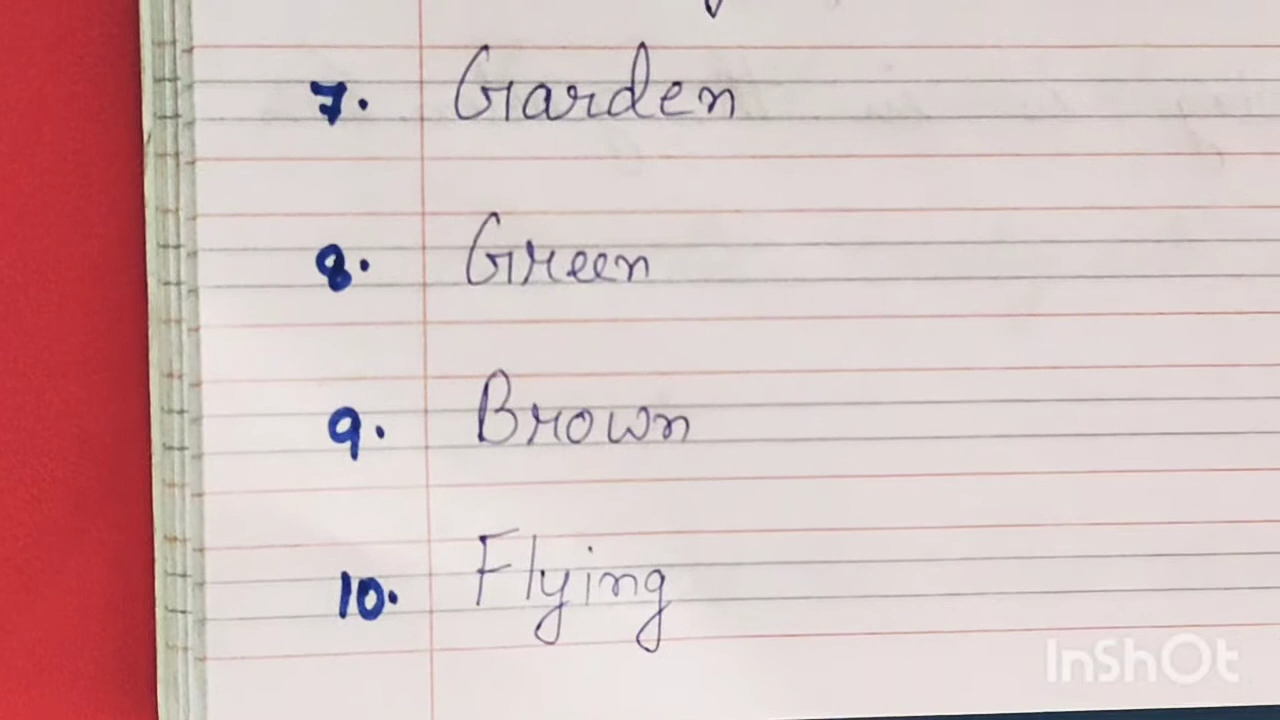 7. Garden
8. Green
9. Brown
10. Flying
InShOt